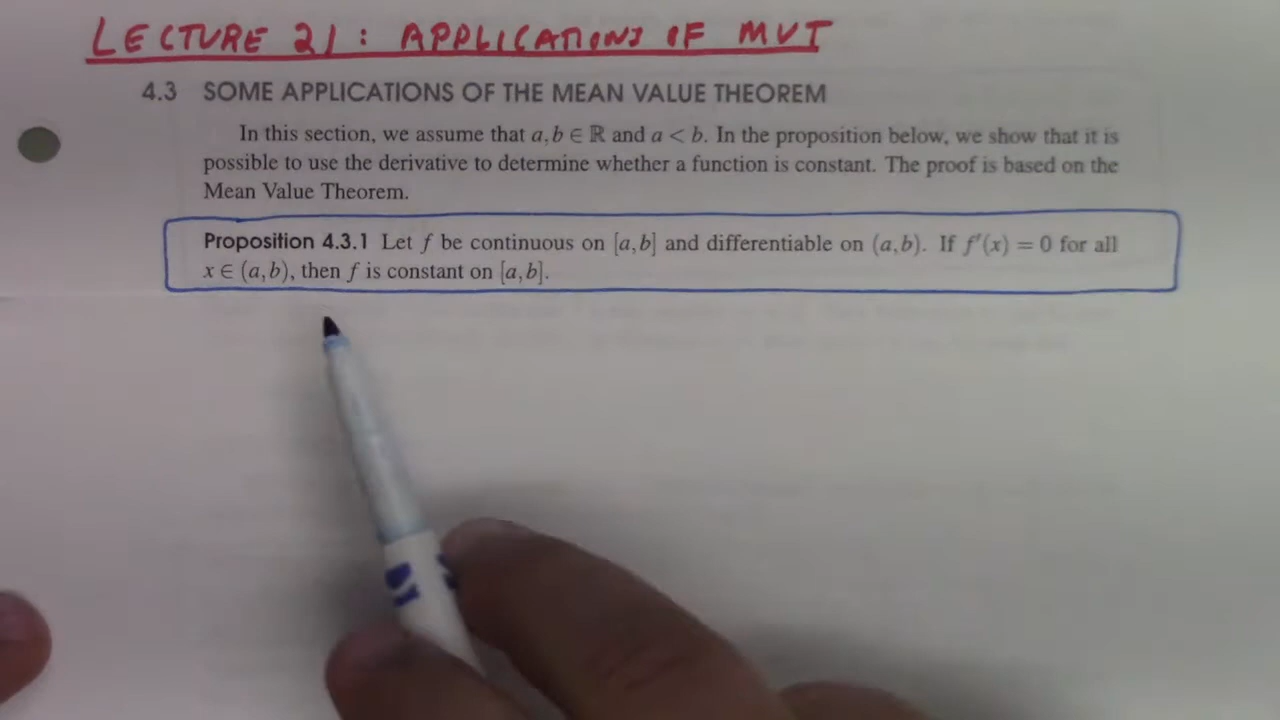 LECTURE 21: APPLICATIONS OF MVT
4.3 SOME APPLICATIONS OF THE MEAN VALUE THEOREM
In this section, we assume that a, b ∈ ℝ and a < b. In the proposition below, we show that it is
possible to use the derivative to determine whether a function is constant. The proof is based on the
Mean Value Theorem.
Proposition 4.3.1 Let f be continuous on [a,b] and differentiable on (a,b). If f′(x) = 0 for all
x ∈ (a,b), then f is constant on [a,b].